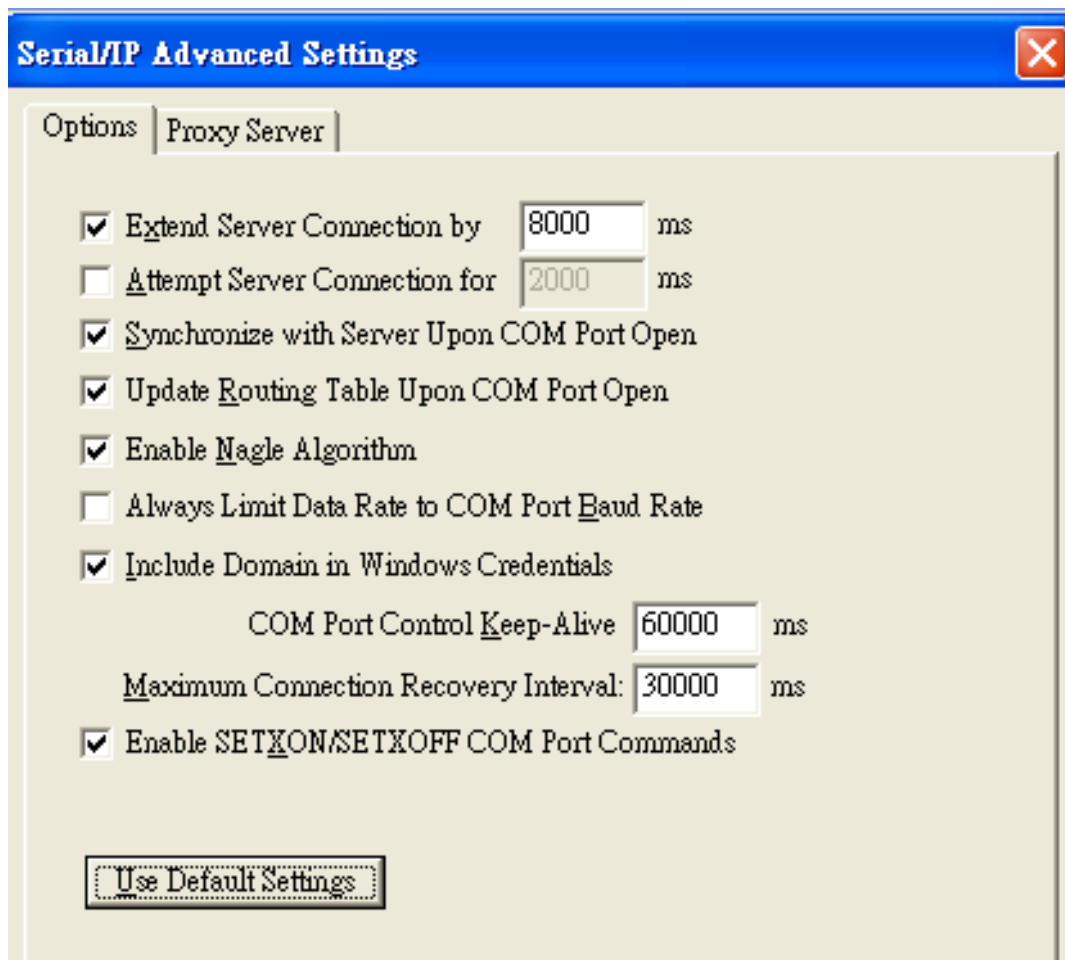 Serial/IP Advanced Settings
Options
Proxy Server
Extend Server Connection by 8000 ms
Attempt Server Connection for 2000 ms
Synchronize with Server Upon COM Port Open
Update Routing Table Upon COM Port Open
Enable Nagle Algorithm
Always Limit Data Rate to COM Port Baud Rate
Include Domain in Windows Credentials
COM Port Control Keep-Alive 60000 ms
Maximum Connection Recovery Interval: 30000 ms
Enable SETXON/SETXOFF COM Port Commands
Use Default Settings